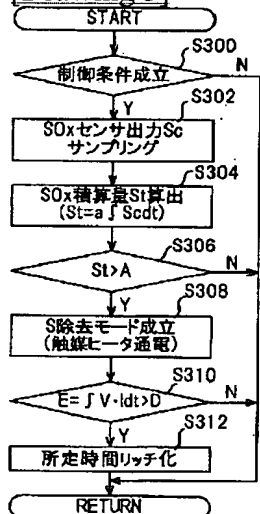 START
S300
制御条件成立
N
Y
S302
SOxセンサ出力Sc
サンプリング
S304
SOx積算量St算出
(St=a∫Scdt)
S306
St>A
N
Y
S308
S除去モード成立
(触媒ヒータ通電)
S310
E=∫V・Idt>D
N
Y
S312
所定時間リッチ化
RETURN